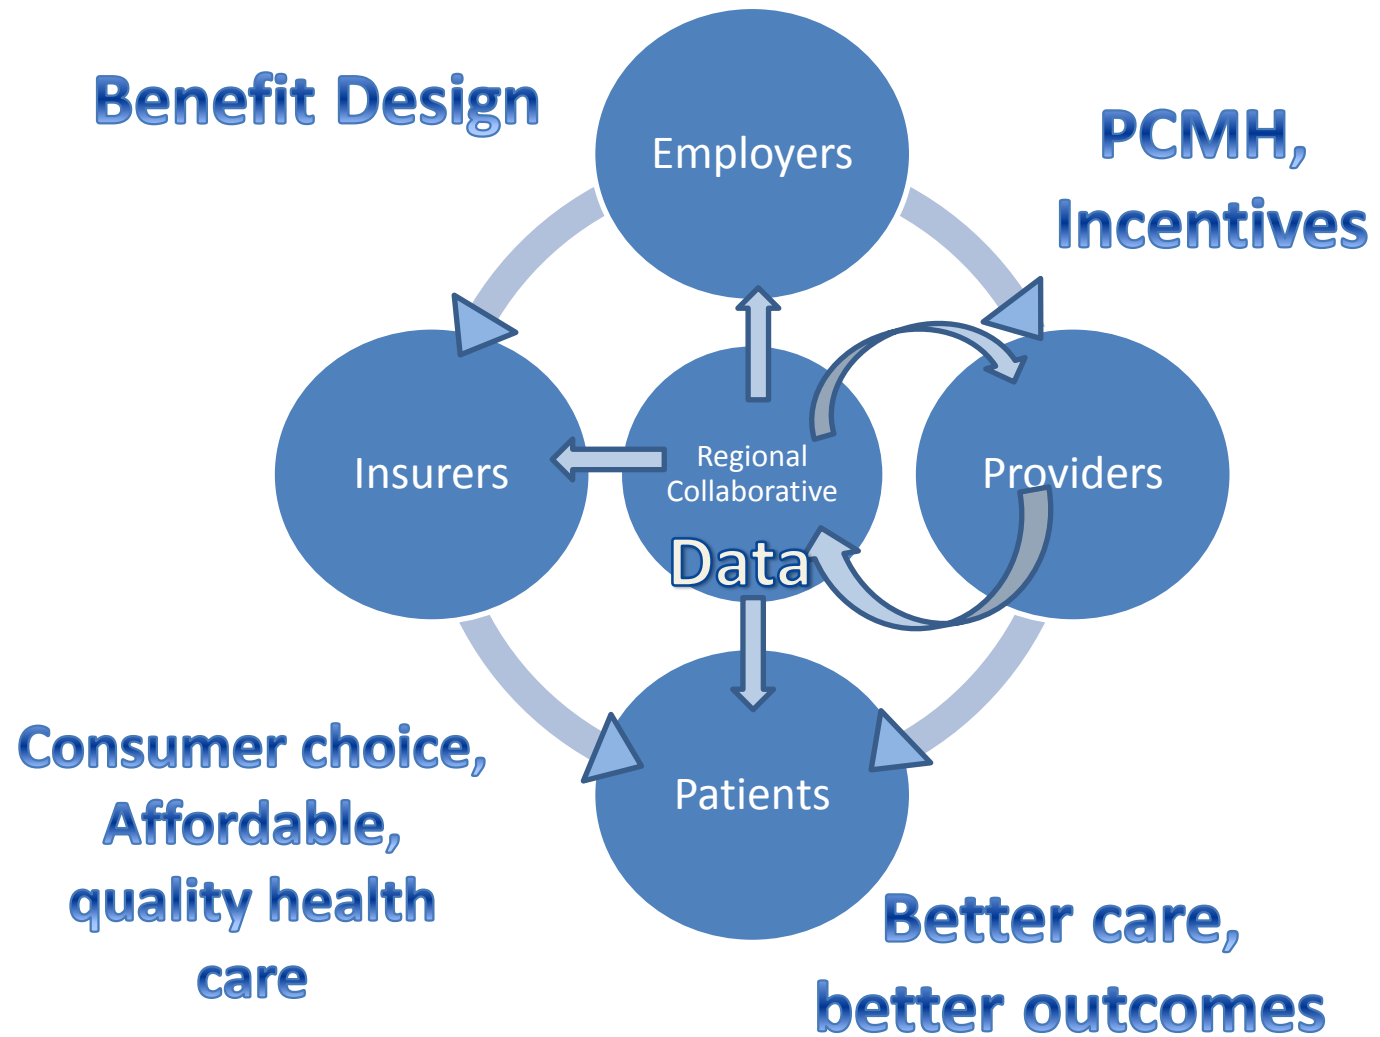 Benefit Design
Employers
PCMH,
Incentives
Insurers
Regional
Collaborative
Data
Providers
Patients
Consumer choice,
Affordable,
quality health
care
Better care,
better outcomes